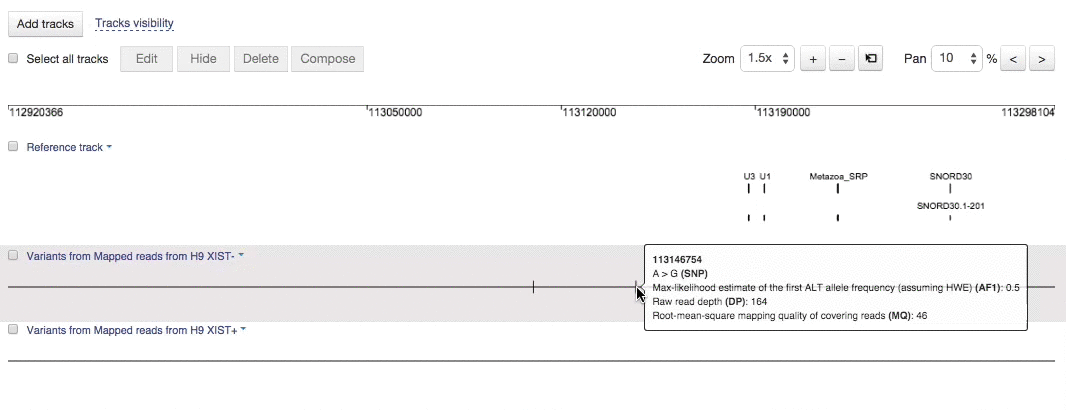 Add tracks Tracks visibility
Select all tracks Edit Hide Delete Compose Zoom 1.5x + − Pan 10 % < >
112920366 113050000 113120000 113190000 113298104
Reference track
U3 U1 Metazoa_SRP SNORD30
SNORD30.1-201
Variants from Mapped reads from H9 XIST-
113146754
A > G (SNP)
Max-likelihood estimate of the first ALT allele frequency (assuming HWE) (AF1): 0.5
Raw read depth (DP): 164
Root-mean-square mapping quality of covering reads (MQ): 46
Variants from Mapped reads from H9 XIST+